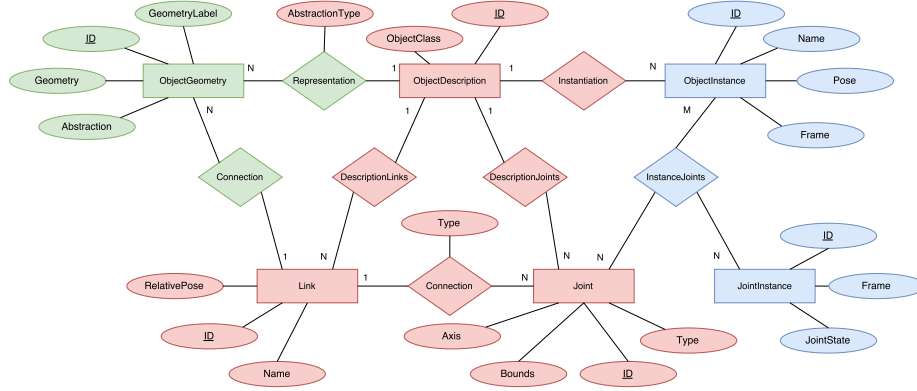 GeometryLabel
AbstractionType
ID
ID
ID
ObjectClass
Name
Geometry
ObjectGeometry
N
Representation
1
ObjectDescription
1
Instantiation
N
ObjectInstance
Pose
N
1
1
M
Abstraction
Frame
Connection
DescriptionLinks
DescriptionJoints
InstanceJoints
Type
ID
1
N
N
N
N
RelativePose
Link
1
Connection
N
Joint
JointInstance
Frame
ID
Axis
Type
JointState
Name
Bounds
ID